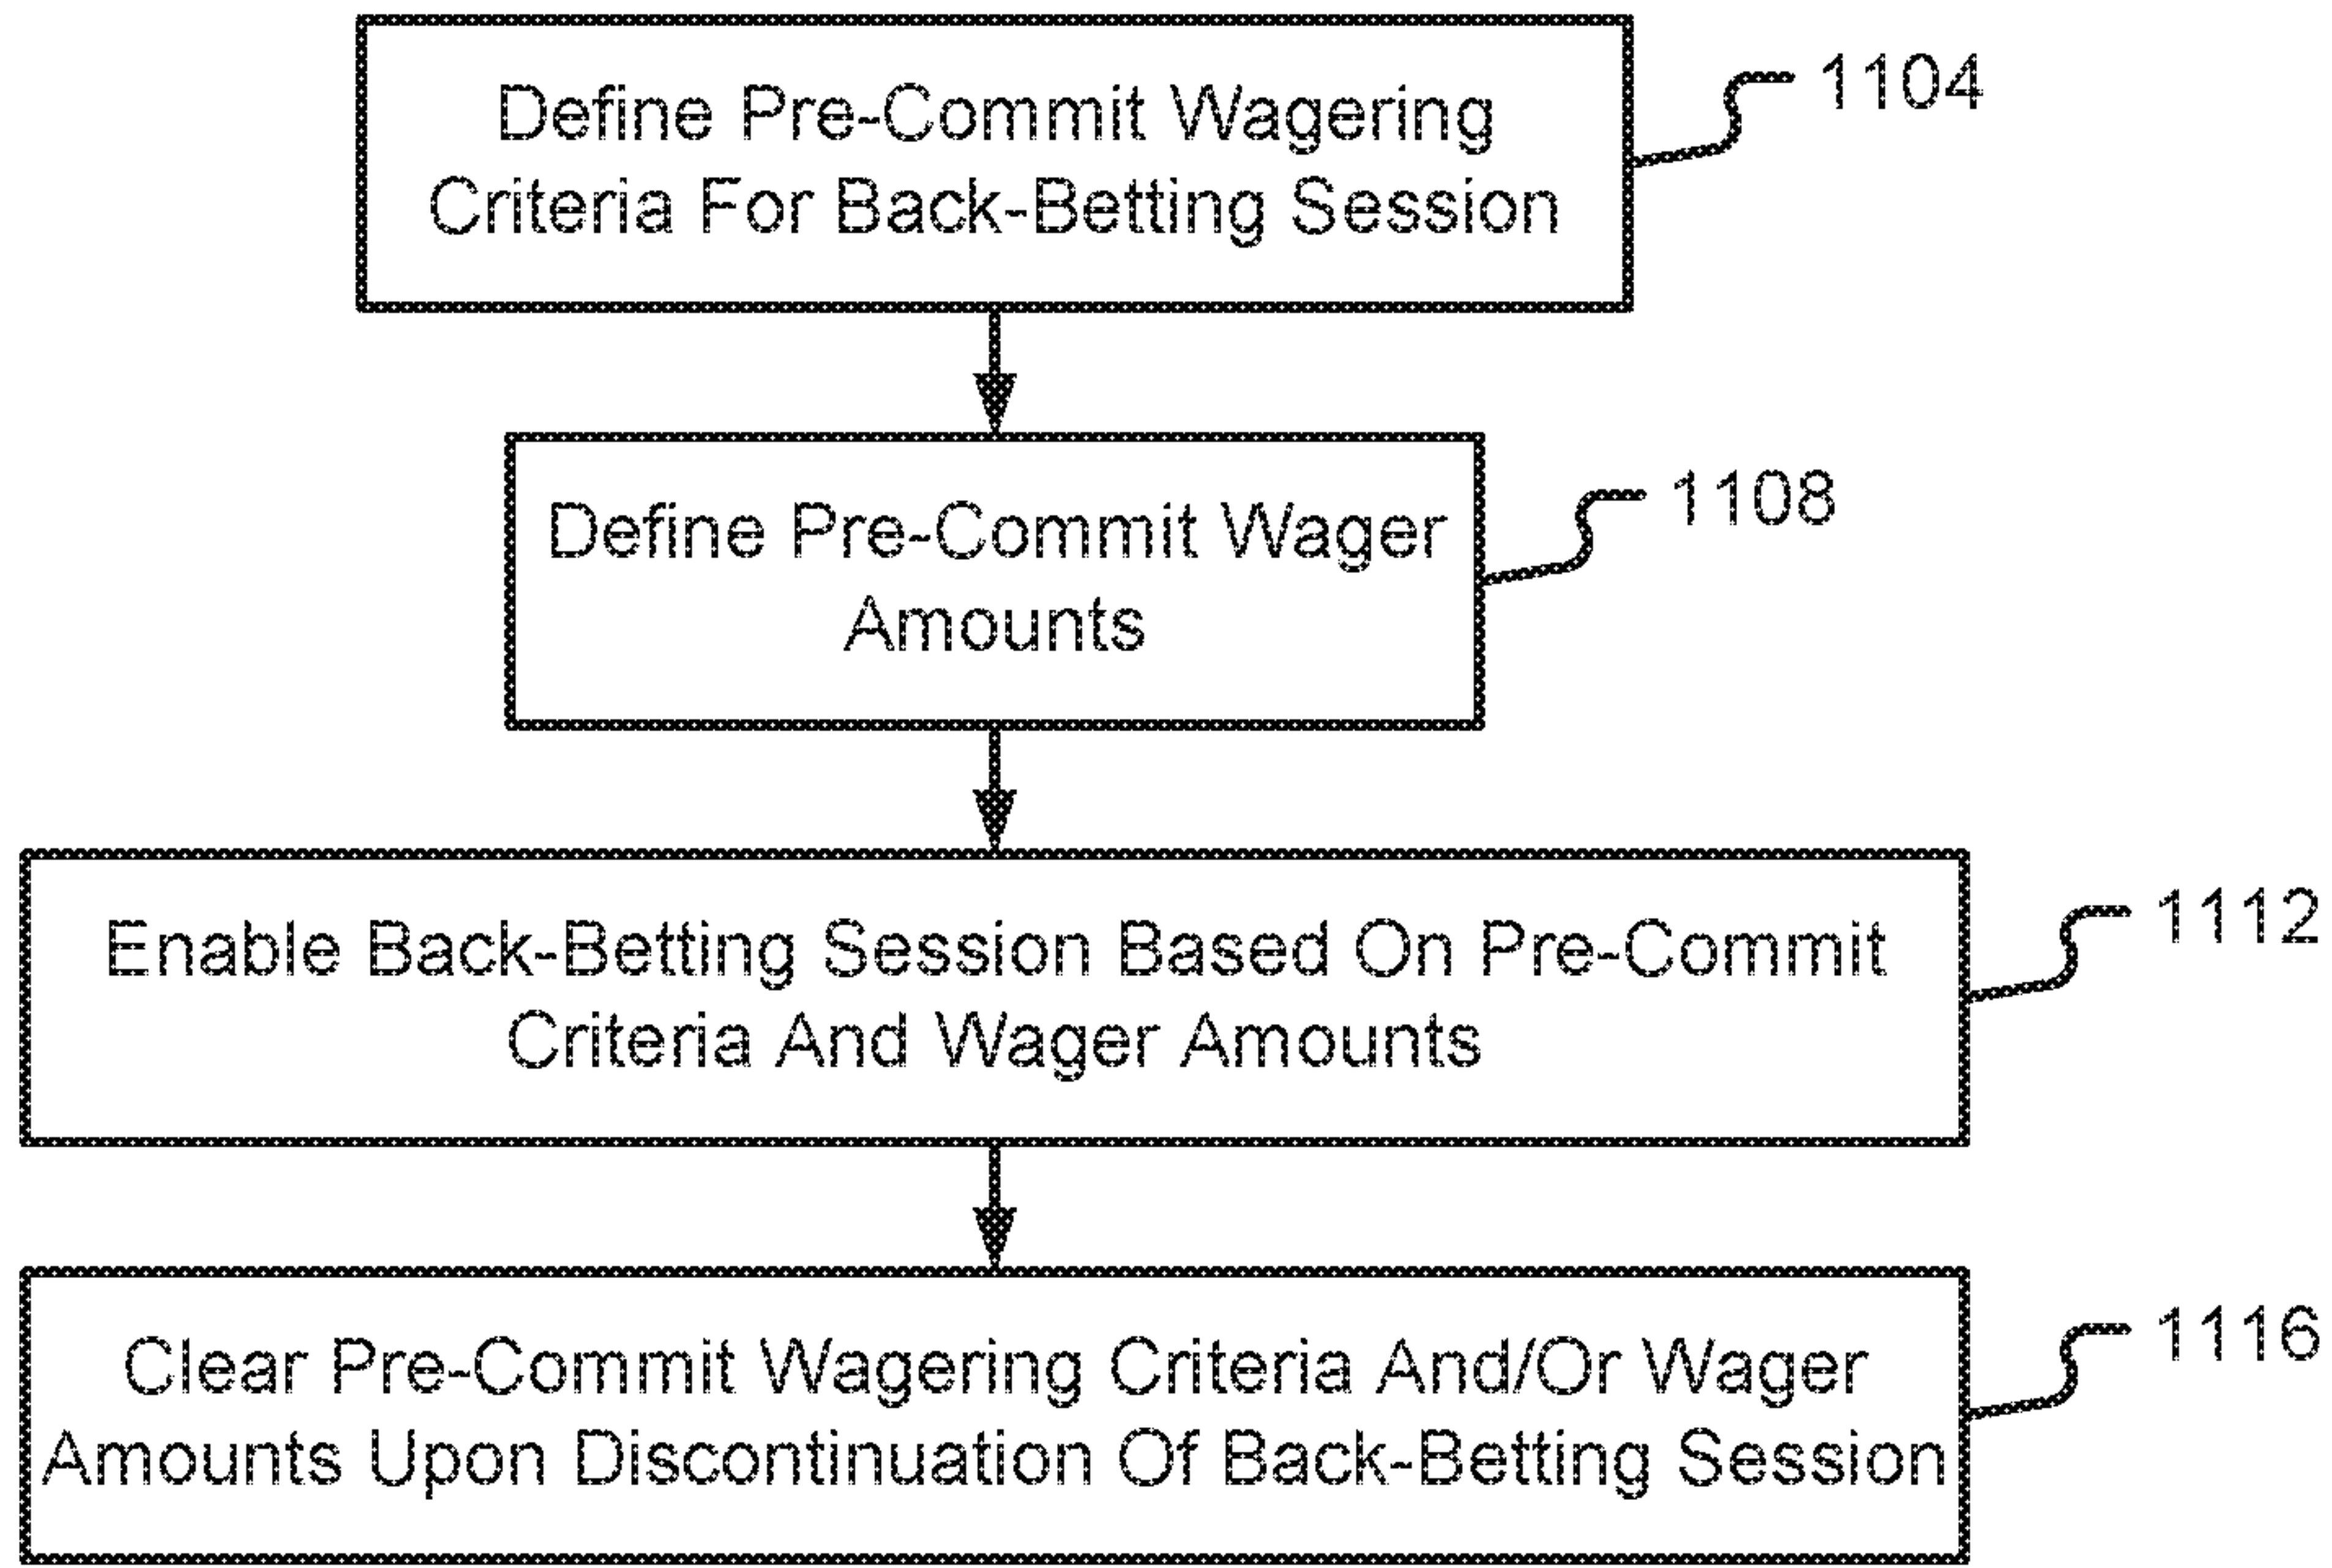 Define Pre-Commit Wagering
Criteria For Back-Betting Session
1104
Define Pre-Commit Wager
Amounts
1108
Enable Back-Betting Session Based On Pre-Commit
Criteria And Wager Amounts
1112
Clear Pre-Commit Wagering Criteria And/Or Wager
Amounts Upon Discontinuation Of Back-Betting Session
1116